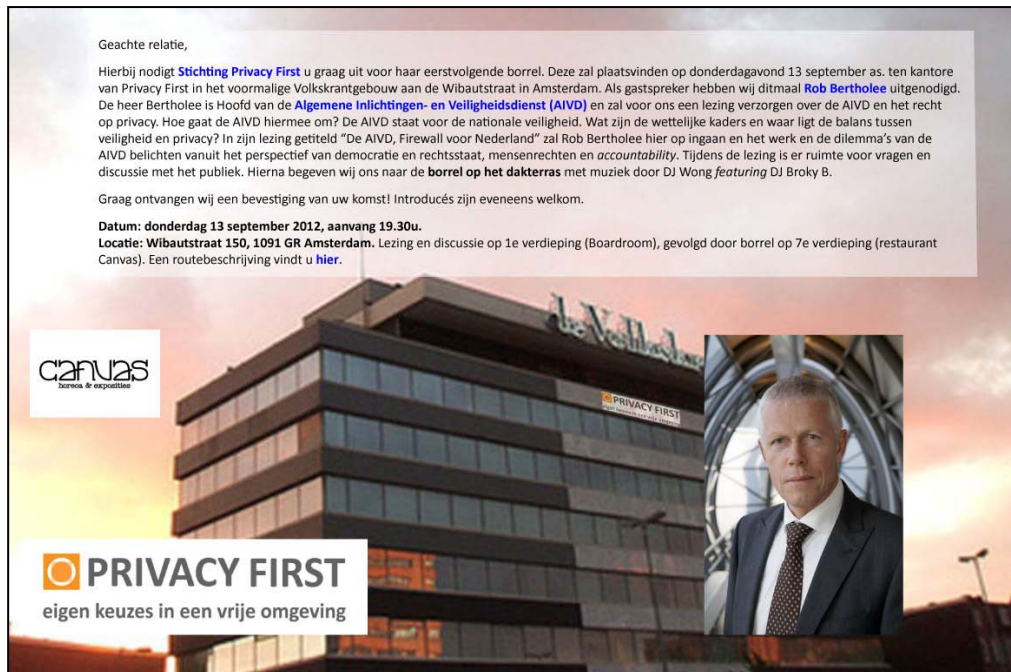 Geachte relatie,
Hierbij nodigt Stichting Privacy First u graag uit voor haar eerstvolgende borrel. Deze zal plaatsvinden op donderdagavond 13 september as. ten kantore
van Privacy First in het voormalige Volkskrantgebouw aan de Wibautstraat in Amsterdam. Als gastspreker hebben wij ditmaal Rob Bertholee uitgenodigd.
De heer Bertholee is Hoofd van de Algemene Inlichtingen- en Veiligheidsdienst (AIVD) en zal voor ons een lezing verzorgen over de AIVD en het recht
op privacy. Hoe gaat de AIVD hiermee om? De AIVD staat voor de nationale veiligheid. Wat zijn de wettelijke kaders en waar ligt de balans tussen
veiligheid en privacy? In zijn lezing getiteld “De AIVD, Firewall voor Nederland” zal Rob Bertholee hier op ingaan en het werk en de dilemma’s van de
AIVD belichten vanuit het perspectief van democratie en rechtsstaat, mensenrechten en accountability. Tijdens de lezing is er ruimte voor vragen en
discussie met het publiek. Hierna begeven wij ons naar de borrel op het dakterras met muziek door DJ Wong featuring DJ Broky B.
Graag ontvangen wij een bevestiging van uw komst! Introducés zijn eveneens welkom.
Datum: donderdag 13 september 2012, aanvang 19.30u.
Locatie: Wibautstraat 150, 1091 GR Amsterdam. Lezing en discussie op 1e verdieping (Boardroom), gevolgd door borrel op 7e verdieping (restaurant
Canvas). Een routebeschrijving vindt u hier.
canvas
horeca & exposities
PRIVACY FIRST
eigen keuzes in een vrije omgeving
PRIVACY FIRST
eigen keuzes in een vrije omgeving